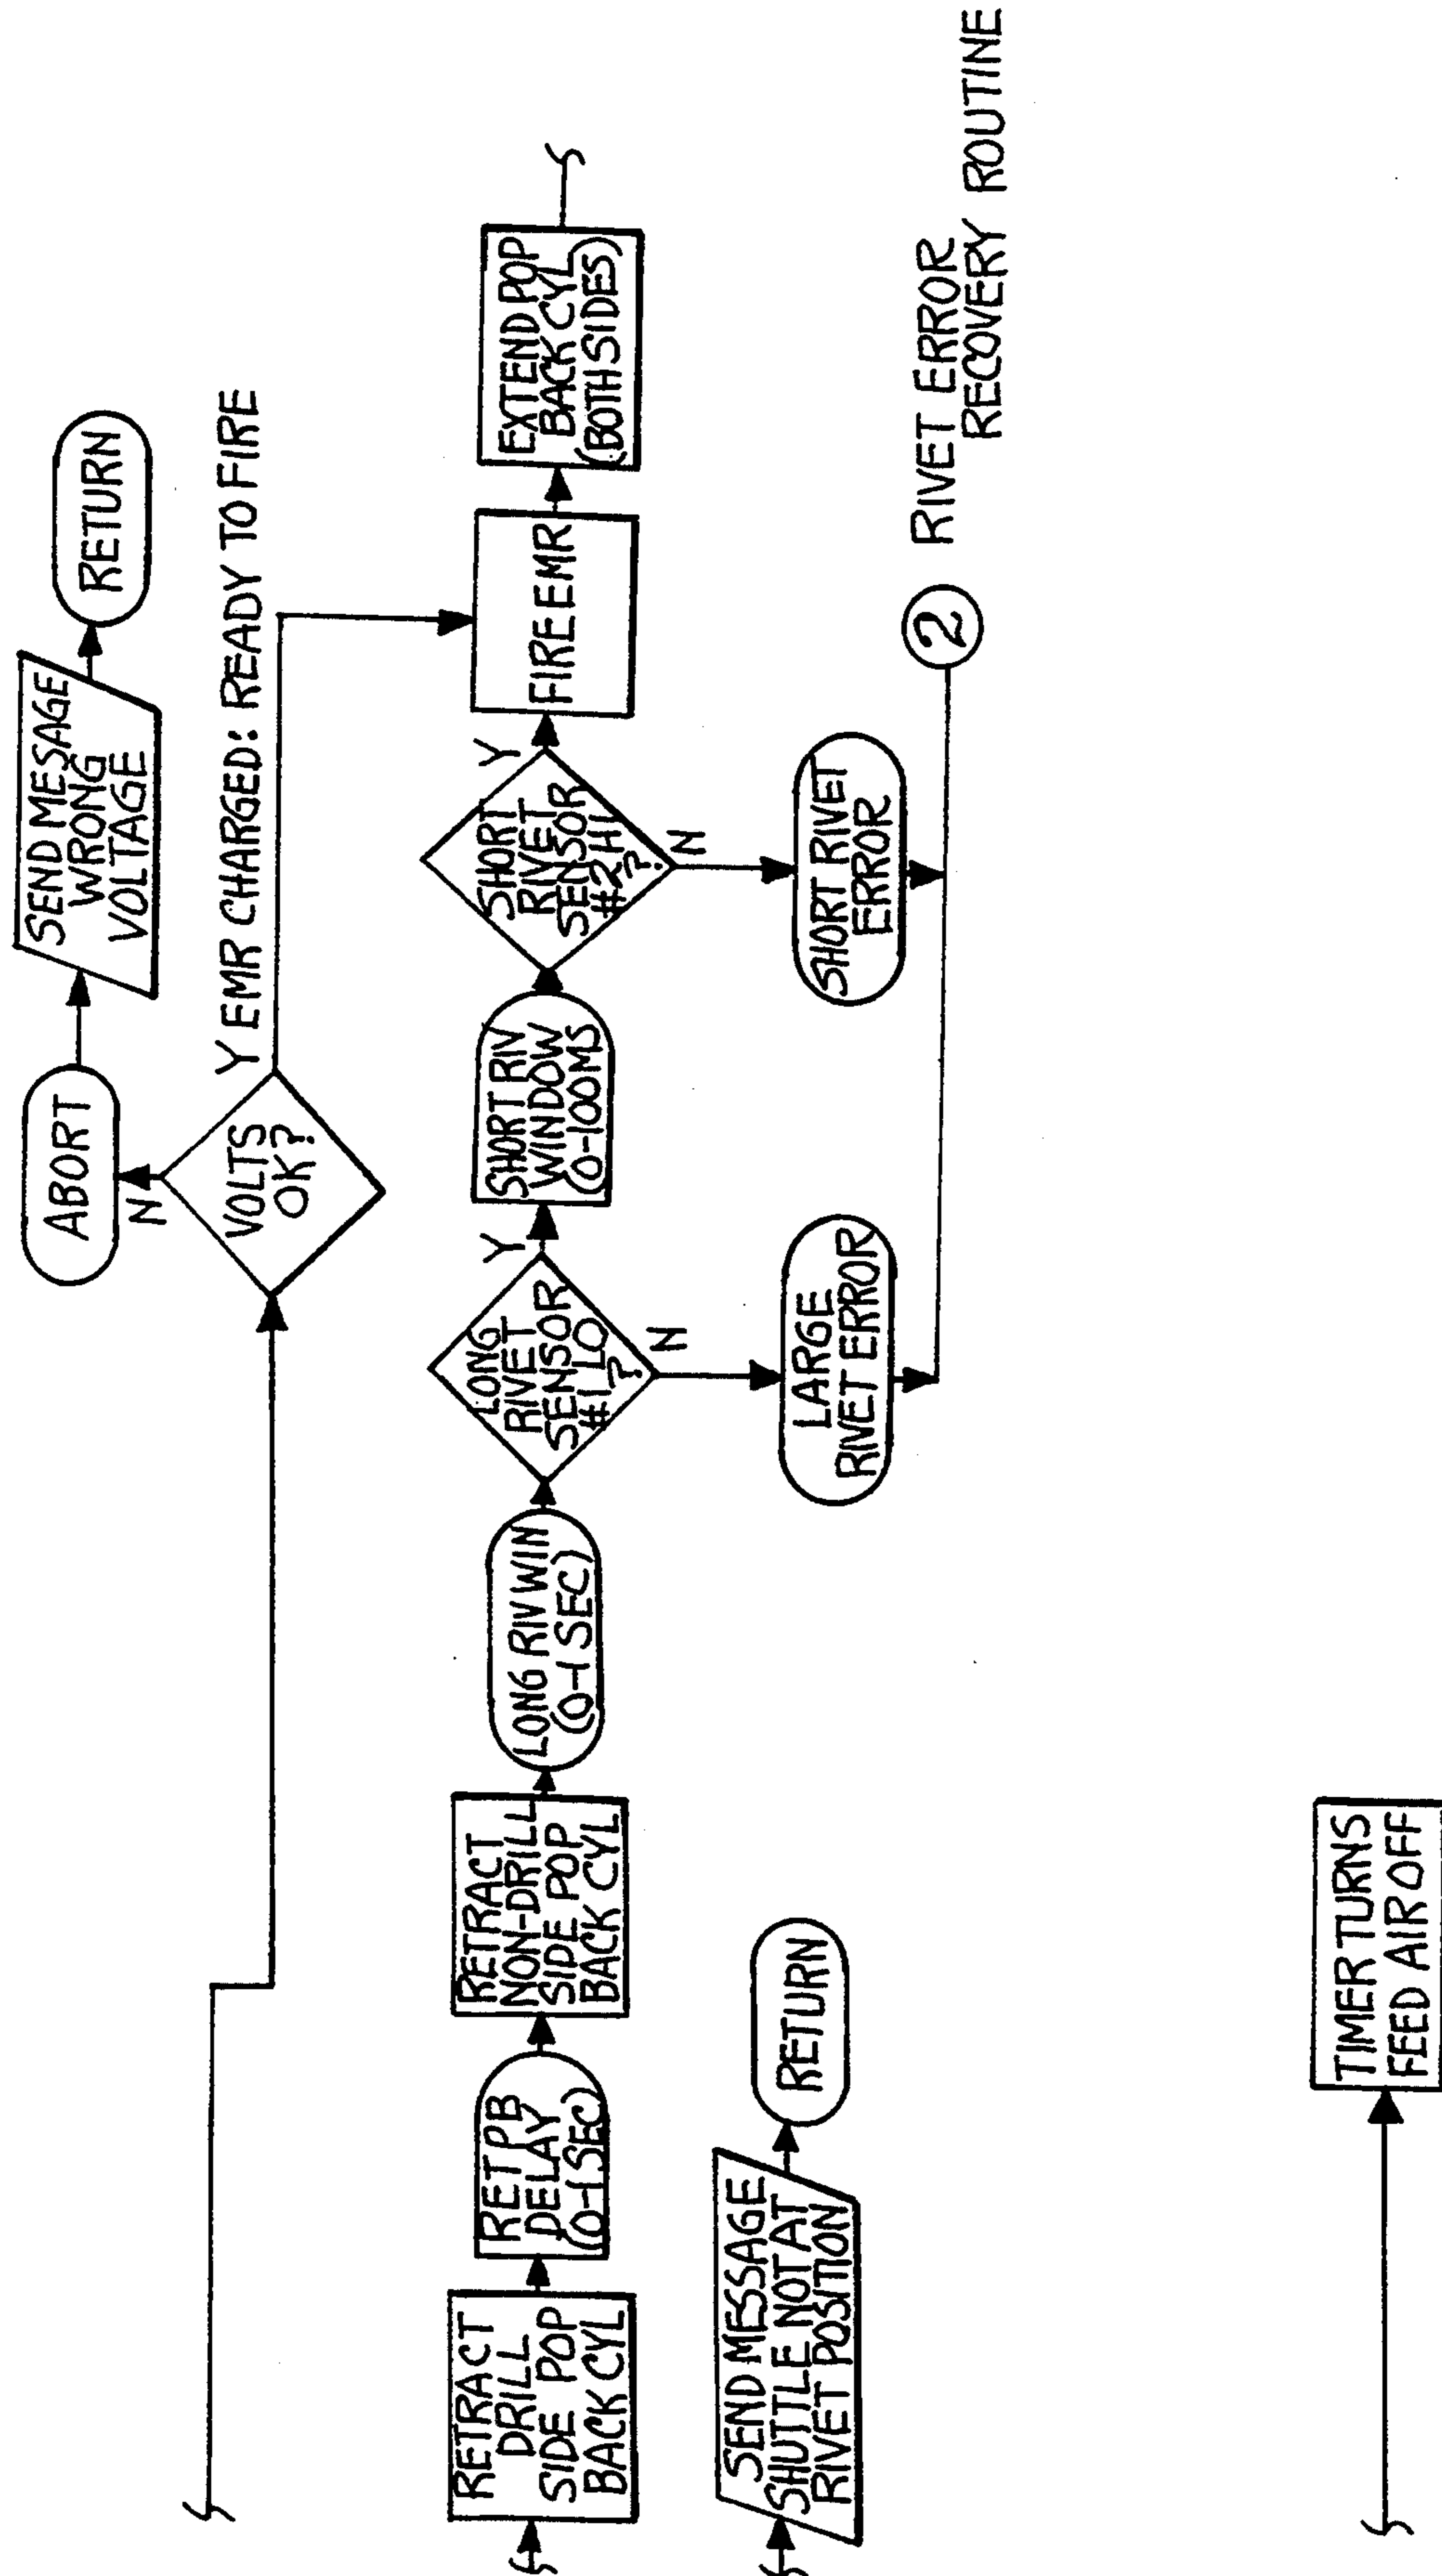 ABORT
SEND MESSAGE
WRONG
VOLTAGE
RETURN
N
VOLTS
OK?
Y EMR CHARGED: READY TO FIRE
RETRACT
DRILL
SIDE POP
BACK CYL
RET PB
DELAY
(0-1 SEC)
RETRACT
NON-DRILL
SIDE POP
BACK CYL
LONG RIV WIN
(0-1 SEC)
LONG
RIVET
SENSOR
#1 LO
?
Y
N
SHORT RIV
WINDOW
(0-100MS
SHORT
RIVET
SENSOR
#2 HI
?
Y
N
FIRE EMR
EXTEND POP
BACK CYL
(BOTH SIDES)
SEND MESSAGE
SHUTTLE NOT AT
RIVET POSITION
RETURN
LARGE
RIVET ERROR
SHORT RIVET
ERROR
2
RIVET ERROR
RECOVERY ROUTINE
TIMER TURNS
FEED AIR OFF